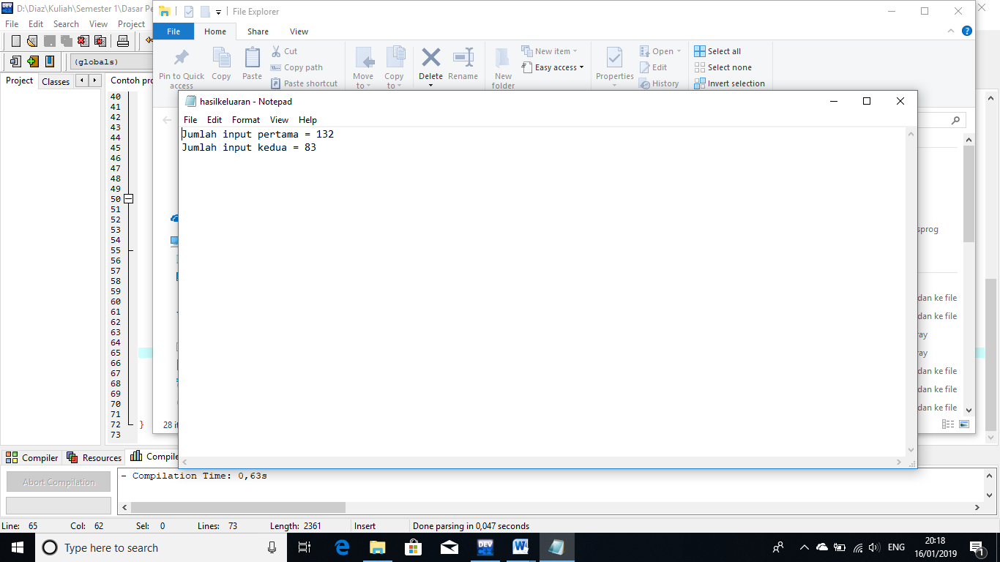 D:\Diaz\Kuliah\Semester 1\Dasar Pe
File Edit Search View Project
(globals)
Project Classes
Contoh pro
File Explorer
File Home Share View
Pin to Quick access
Copy
Paste
Cut
Copy path
Paste shortcut
Move to
Copy to
Delete
Rename
New folder
New item
Easy access
Properties
Open
Edit
History
Select all
Select none
Invert selection
hasilkeluaran - Notepad
File Edit Format View Help
Jumlah input pertama = 132
Jumlah input kedua = 83
40
41
42
43
44
45
46
47
48
49
50
51
52
53
54
55
56
57
58
59
60
61
62
63
64
65
66
67
68
69
70
71
72 }
73
sprog
dan ke file
dan ke file
ray
ray
dan ke file
dan ke file
dan ke file
28 it
Compiler Resources Compile
Abort Compilation
- Compilation Time: 0,63s
Line: 65 Col: 62 Sel: 0 Lines: 73 Length: 2361 Insert Done parsing in 0,047 seconds
Type here to search
DEV
W
ENG
20:18
16/01/2019
1